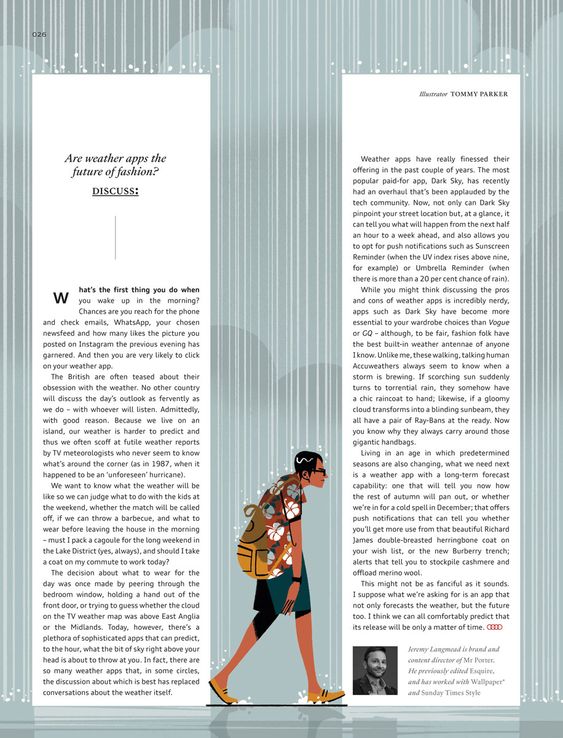 026
Are weather apps the
future of fashion?
DISCUSS:
What's the first thing you do when
you wake up in the morning?
Chances are you reach for the phone
and check emails, WhatsApp, your chosen
newsfeed and how many likes the picture you
posted on Instagram the previous evening has
garnered. And then you are very likely to click
on your weather app.
The British are often teased about their
obsession with the weather. No other country
will discuss the day's outlook as fervently as
we do – with whoever will listen. Admittedly,
with good reason. Because we live on an
island, our weather is harder to predict and
thus we often scoff at futile weather reports
by TV meteorologists who never seem to know
what's around the corner (as in 1987, when it
happened to be an 'unforeseen' hurricane).
We want to know what the weather will be
like so we can judge what to do with the kids at
the weekend, whether the match will be called
off, if we can throw a barbecue, and what to
wear before leaving the house in the morning
– must I pack a cagoule for the long weekend in
the Lake District (yes, always), and should I take
a coat on my commute to work today?
The decision about what to wear for the
day was once made by peering through the
bedroom window, holding a hand out of the
front door, or trying to guess whether the cloud
on the TV weather map was above East Anglia
or the Midlands. Today, however, there's a
plethora of sophisticated apps that can predict,
to the hour, what the bit of sky right above your
head is about to throw at you. In fact, there are
so many weather apps that, in some circles,
the discussion about which is best has replaced
conversations about the weather itself.
Illustrator TOMMY PARKER
Weather apps have really finessed their
offering in the past couple of years. The most
popular paid-for app, Dark Sky, has recently
had an overhaul that's been applauded by the
tech community. Now, not only can Dark Sky
pinpoint your street location but, at a glance, it
can tell you what will happen from the next half
an hour to a week ahead, and also allows you
to opt for push notifications such as Sunscreen
Reminder (when the UV index rises above nine,
for example) or Umbrella Reminder (when
there is more than a 20 per cent chance of rain).
While you might think discussing the pros
and cons of weather apps is incredibly nerdy,
apps such as Dark Sky have become more
essential to your wardrobe choices than Vogue
or GQ – although, to be fair, fashion folk have
the best built-in weather antennae of anyone
I know. Unlike me, these walking, talking human
Accuweathers always seem to know when a
storm is brewing. If scorching sun suddenly
turns to torrential rain, they somehow have
a chic raincoat to hand; likewise, if a gloomy
cloud transforms into a blinding sunbeam, they
all have a pair of Ray-Bans at the ready. Now
you know why they always carry around those
gigantic handbags.
Living in an age in which predetermined
seasons are also changing, what we need next
is a weather app with a long-term forecast
capability: one that will tell you now how
the rest of autumn will pan out, or whether
we're in for a cold spell in December; that offers
push notifications that can tell you whether
you'll get more use from that beautiful Richard
James double-breasted herringbone coat on
your wish list, or the new Burberry trench;
alerts that tell you to stockpile cashmere and
offload merino wool.
This might not be as fanciful as it sounds.
I suppose what we're asking for is an app that
not only forecasts the weather, but the future
too. I think we can all comfortably predict that
its release will be only a matter of time.
Jeremy Langmead is brand and
content director of Mr Porter.
He previously edited Esquire,
and has worked with Wallpaper*
and Sunday Times Style